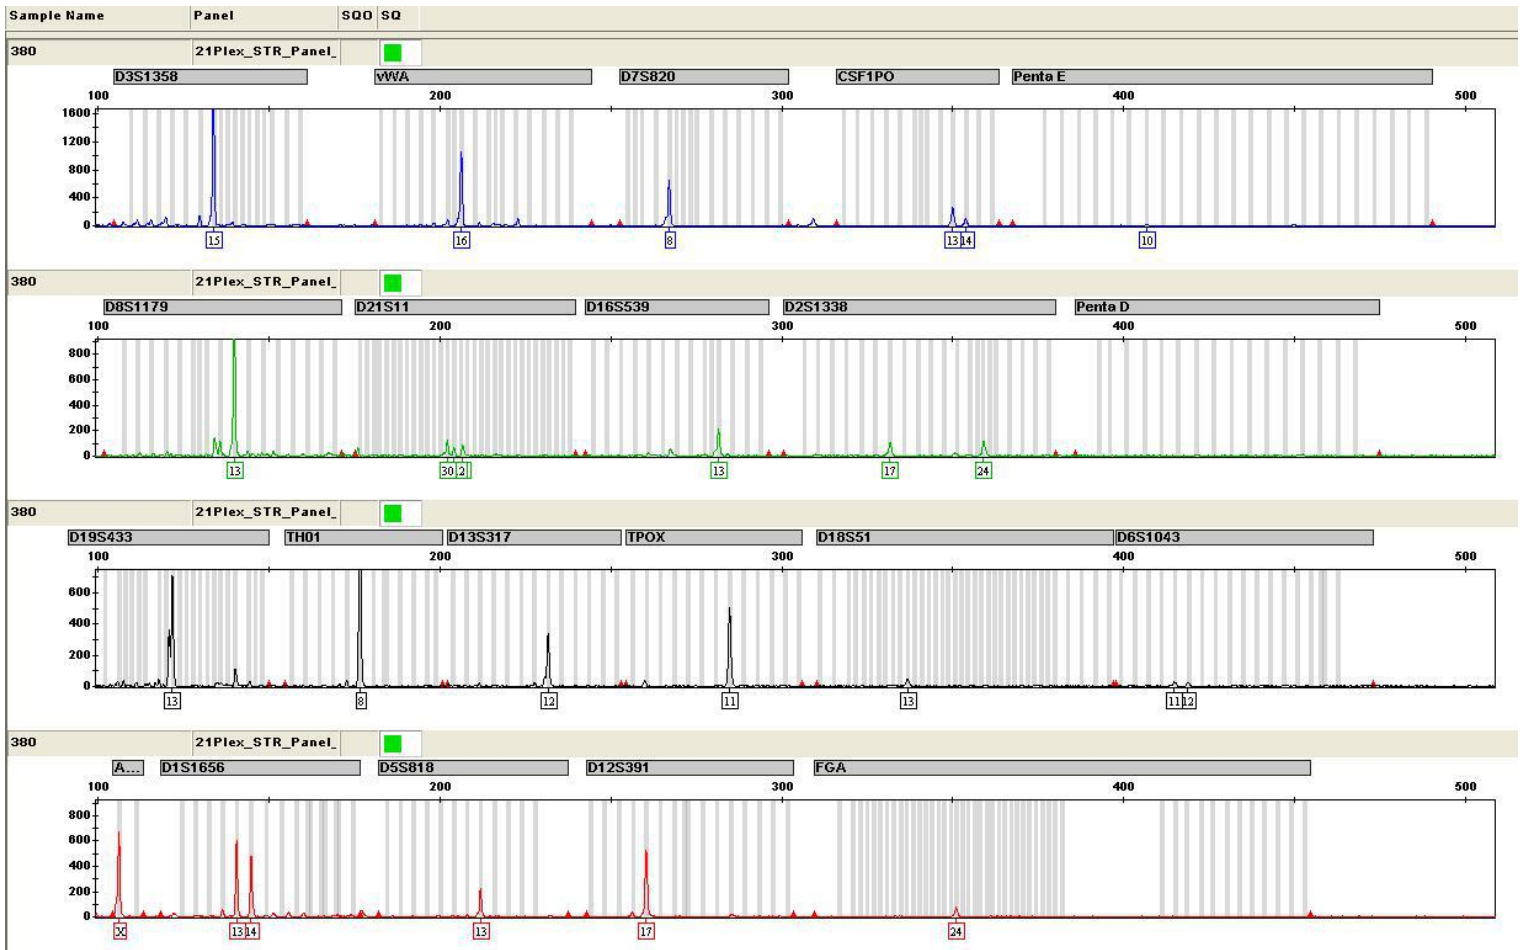 Sample Name Panel SQO SQ
380 21Plex_STR_Panel_
D3S1358 vWA D7S820 CSF1PO Penta E
100 200 300 400 500
1600
1200
800
400
0
15 16 8 13 14 10
380 21Plex_STR_Panel_
D8S1179 D21S11 D16S539 D2S1338 Penta D
100 200 300 400 500
800
600
400
200
0
13 30 13 17 24
380 21Plex_STR_Panel_
D19S433 TH01 D13S317 TPOX D18S51 D6S1043
100 200 300 400 500
600
400
200
0
13 8 12 11 13 11 12
380 21Plex_STR_Panel_
A... D1S1656 D5S818 D12S391 FGA
100 200 300 400 500
800
600
400
200
0
X 13 14 13 17 24